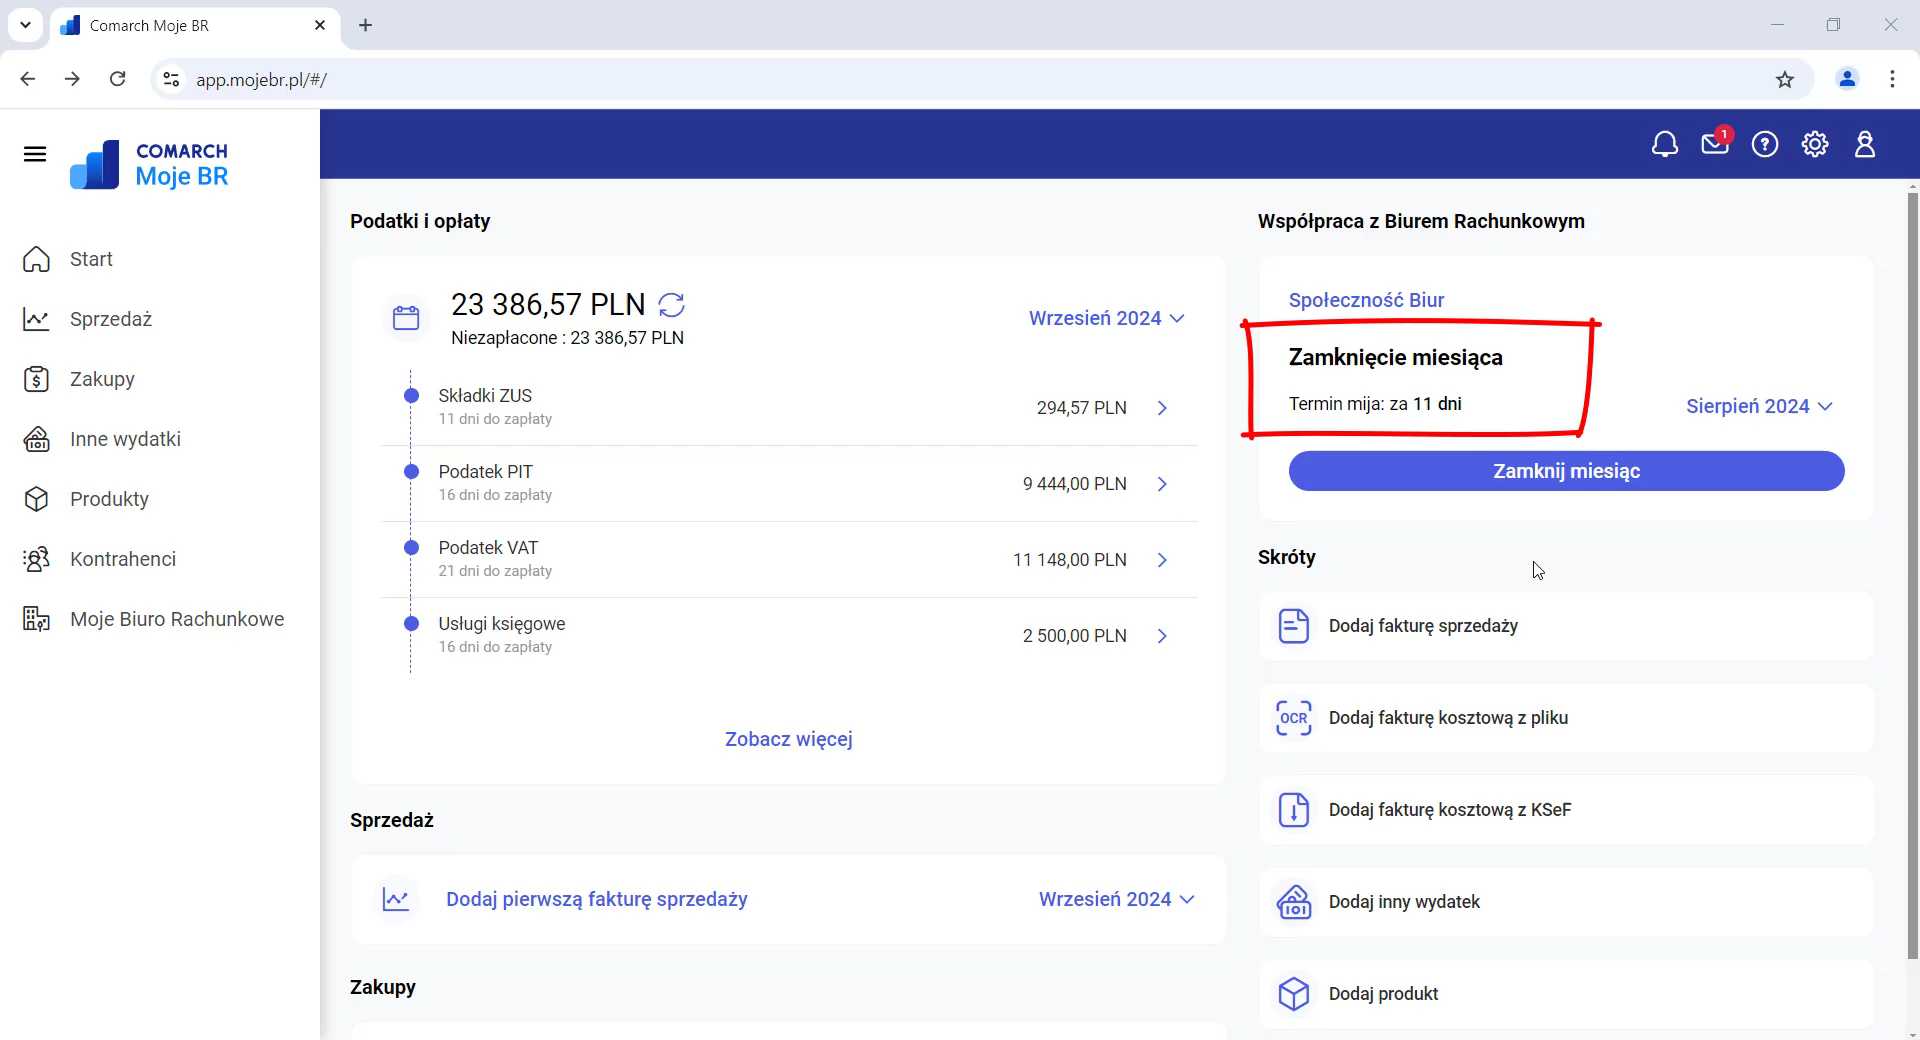 Comarch Moje BR
app.mojebr.pl/#/
COMARCH
Moje BR
1
Start
Sprzedaż
Zakupy
Inne wydatki
Produkty
Kontrahenci
Moje Biuro Rachunkowe
Podatki i opłaty
23 386,57 PLN
Niezapłacone : 23 386,57 PLN
Wrzesień 2024
Składki ZUS
11 dni do zapłaty
294,57 PLN
Podatek PIT
16 dni do zapłaty
9 444,00 PLN
Podatek VAT
21 dni do zapłaty
11 148,00 PLN
Usługi księgowe
16 dni do zapłaty
2 500,00 PLN
Zobacz więcej
Sprzedaż
Dodaj pierwszą fakturę sprzedaży
Wrzesień 2024
Zakupy
Współpraca z Biurem Rachunkowym
Społeczność Biur
Zamknięcie miesiąca
Termin mija: za 11 dni
Sierpień 2024
Zamknij miesiąc
Skróty
Dodaj fakturę sprzedaży
OCR
Dodaj fakturę kosztową z pliku
Dodaj fakturę kosztową z KSeF
Dodaj inny wydatek
Dodaj produkt